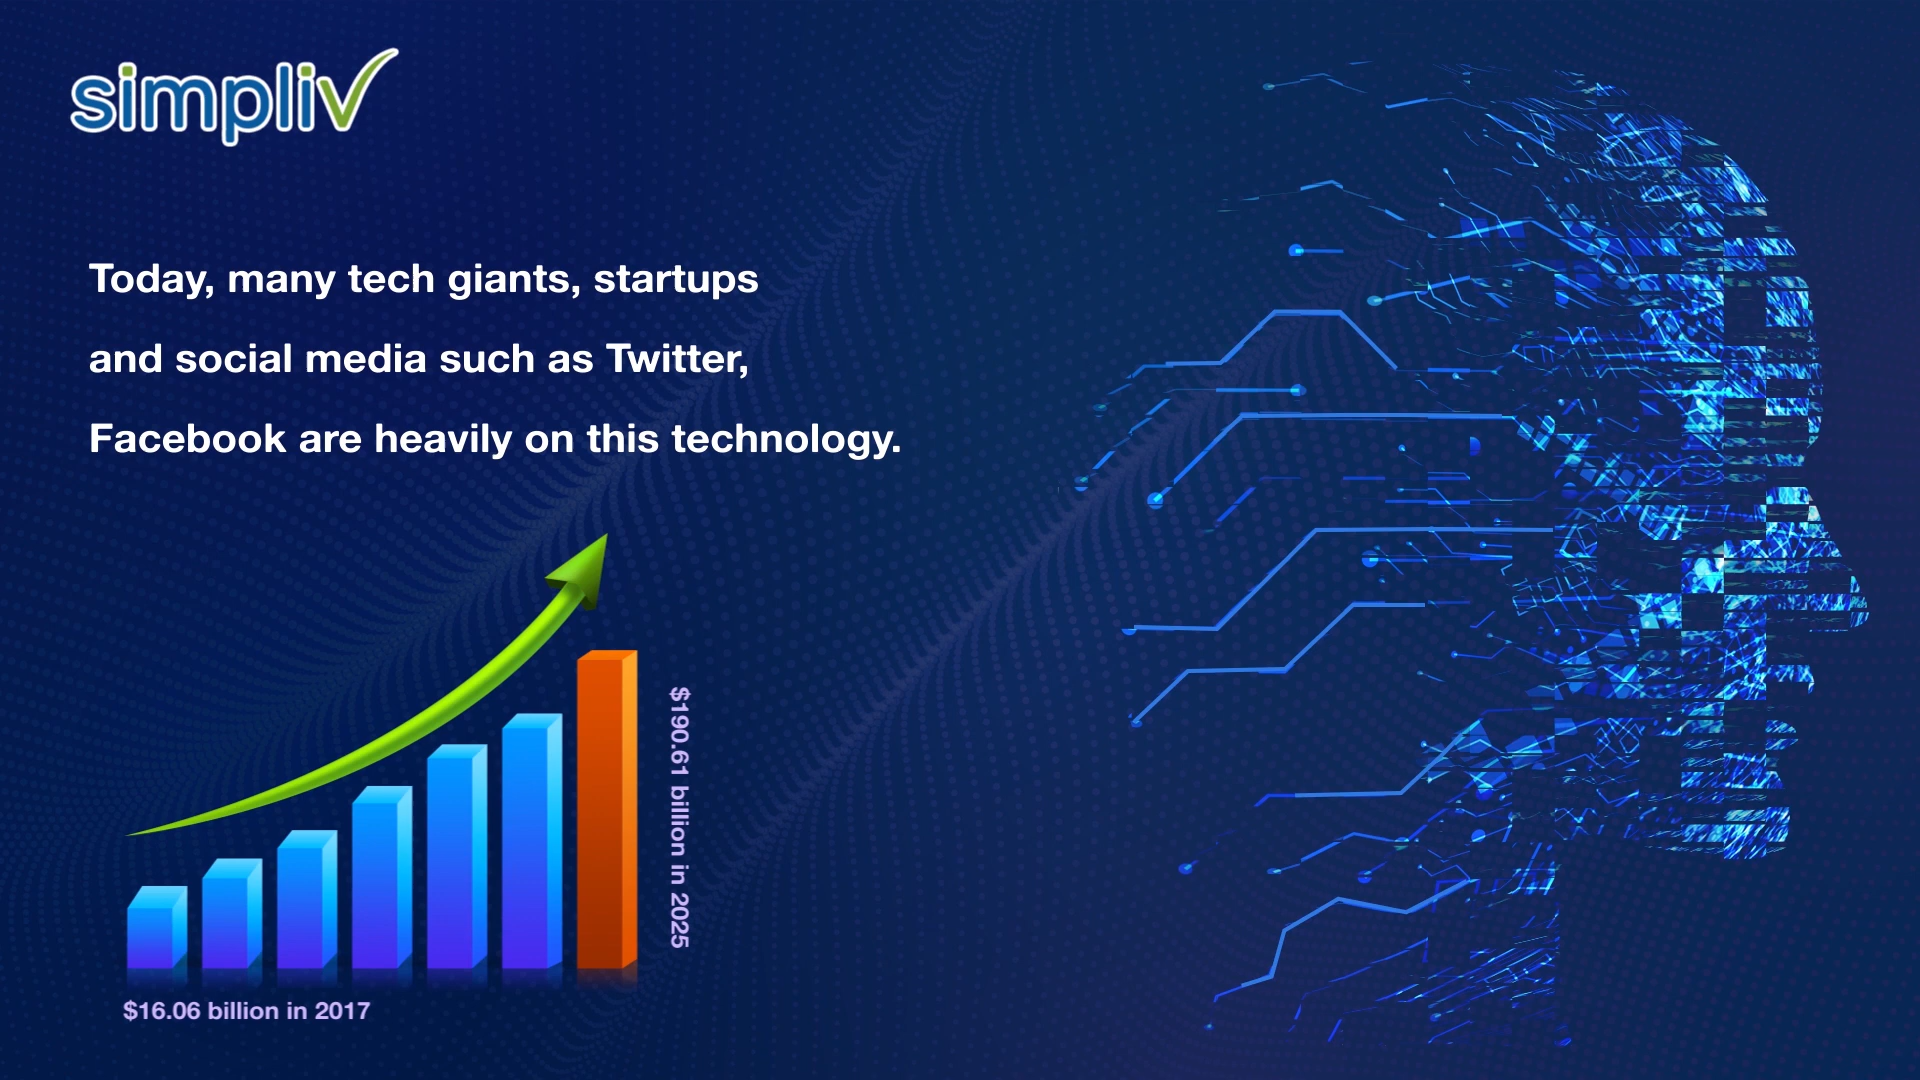 simpliv
Today, many tech giants, startups
and social media such as Twitter,
Facebook are heavily on this technology.
$190.61 billion in 2025
$16.06 billion in 2017